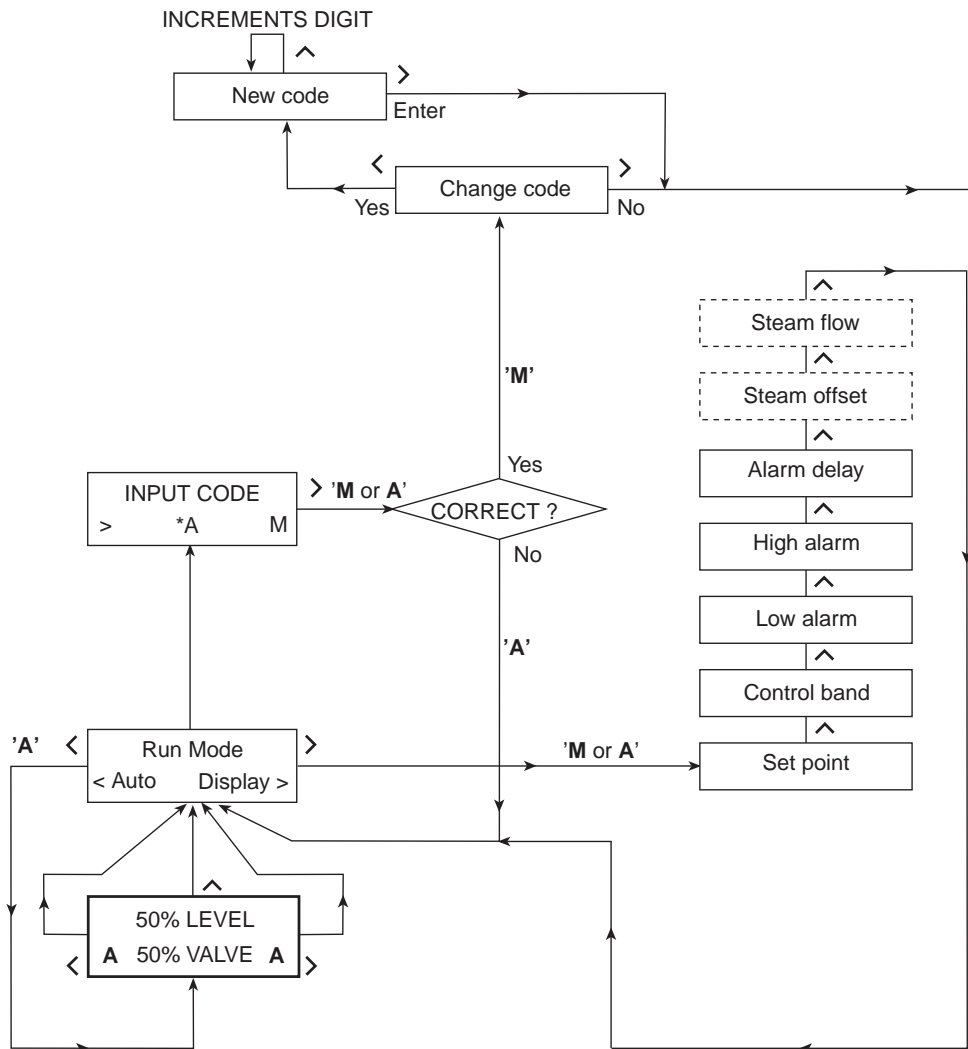 INCREMENTS DIGIT
^
New code
>
Enter
<
Change code
>
Yes
No
^
Steam flow
^
Steam offset
^
Alarm delay
^
High alarm
^
Low alarm
^
Control band
^
Set point
’M’
Yes
INPUT CODE
> *A M
> ’M or A’
CORRECT ?
No
’A’
’A’ <
Run Mode
< Auto Display >
>
’M or A’
^
50% LEVEL
A 50% VALVE A
< >